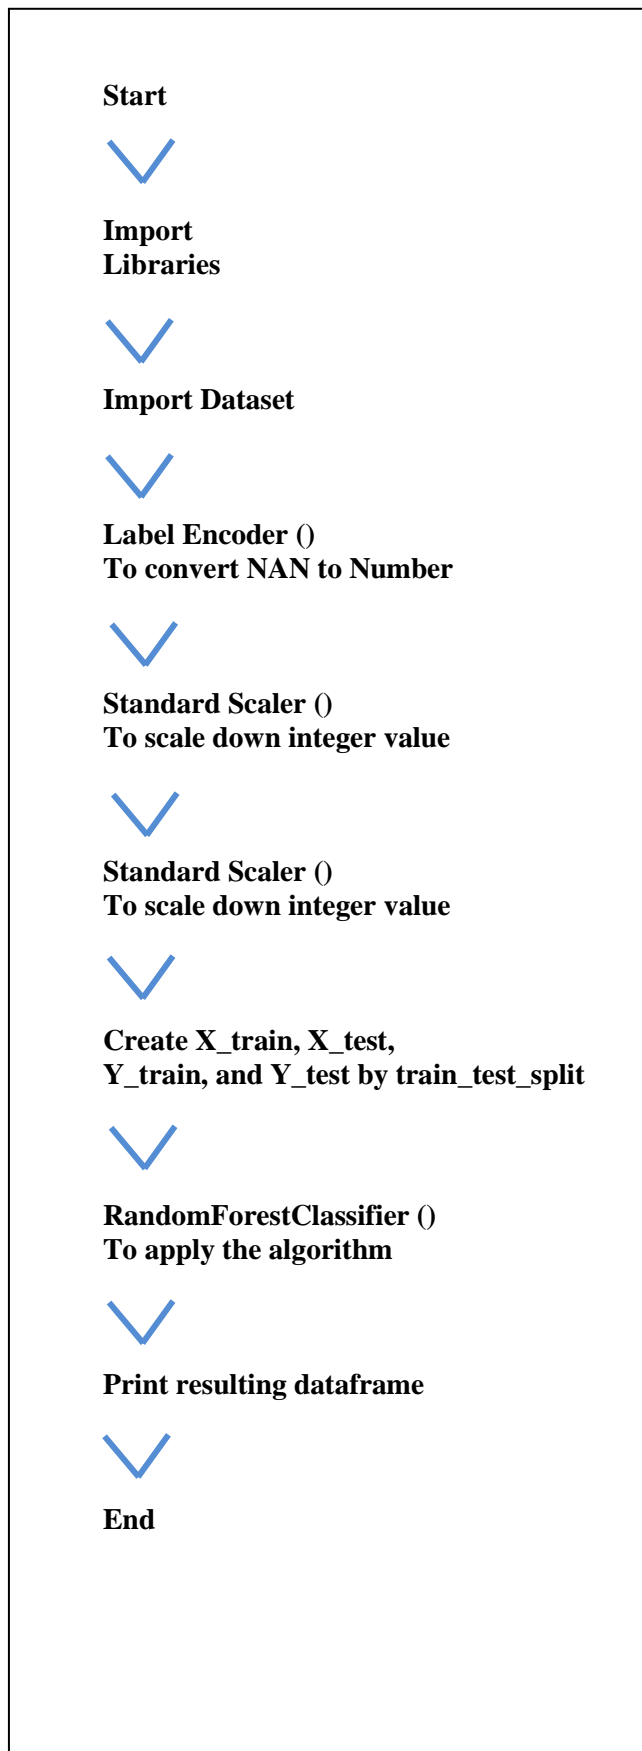 Start
Import
Libraries
Import Dataset
Label Encoder ()
To convert NAN to Number
Standard Scaler ()
To scale down integer value
Standard Scaler ()
To scale down integer value
Create X_train, X_test,
Y_train, and Y_test by train_test_split
RandomForestClassifier ()
To apply the algorithm
Print resulting dataframe
End